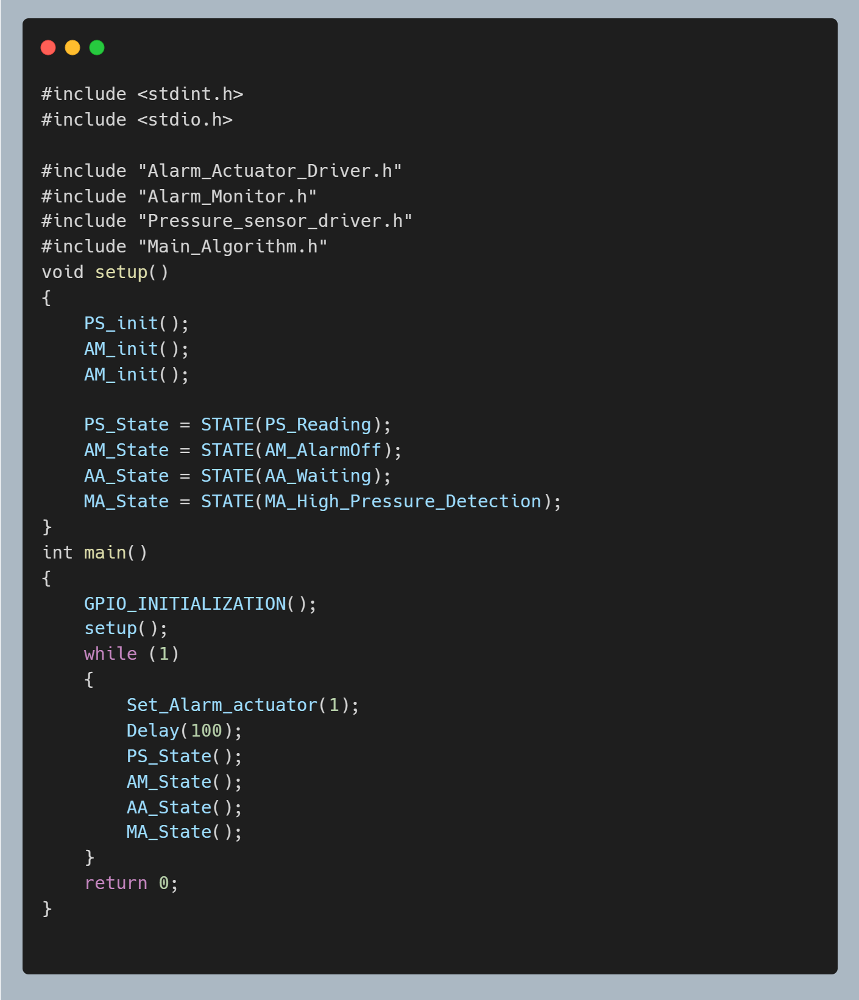 #include <stdint.h>
#include <stdio.h>

#include "Alarm_Actuator_Driver.h"
#include "Alarm_Monitor.h"
#include "Pressure_sensor_driver.h"
#include "Main_Algorithm.h"
void setup()
{
    PS_init();
    AM_init();
    AM_init();

    PS_State = STATE(PS_Reading);
    AM_State = STATE(AM_AlarmOff);
    AA_State = STATE(AA_Waiting);
    MA_State = STATE(MA_High_Pressure_Detection);
}
int main()
{
    GPIO_INITIALIZATION();
    setup();
    while (1)
    {
        Set_Alarm_actuator(1);
        Delay(100);
        PS_State();
        AM_State();
        AA_State();
        MA_State();
    }
    return 0;
}